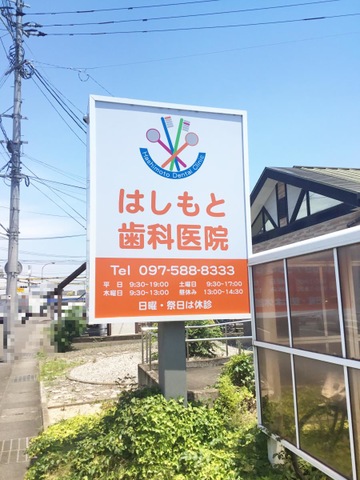 Hashimoto Dental Clinic
はしもと
歯科医院
Tel 097-588-8333
平 日 9:30-19:00 土曜日 9:30-17:00
木曜日 9:30-13:00 昼休み 13:00-14:30
日曜・祭日は休診